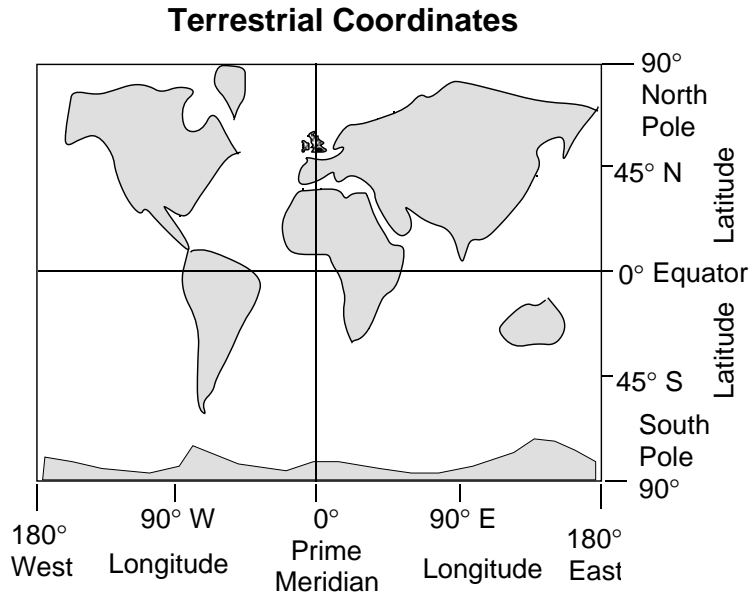 Terrestrial Coordinates
90°
North
Pole
45° N
Latitude
0° Equator
Latitude
45° S
South
Pole
90°
180°
West
90° W
Longitude
0°
Prime
Meridian
90° E
Longitude
180°
East